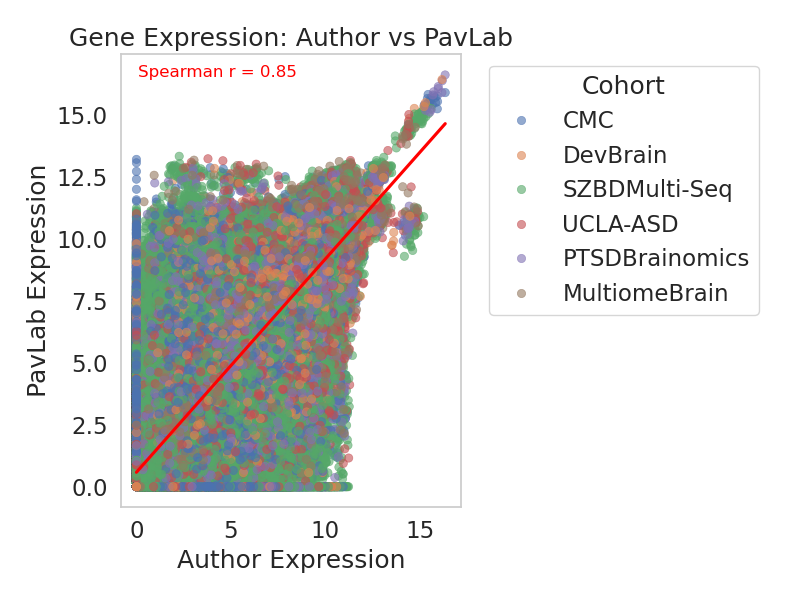 Gene Expression: Author vs PavLab
Spearman r = 0.85
PavLab Expression
15.0
12.5
10.0
7.5
5.0
2.5
0.0
0 5 10 15
Author Expression
Cohort
CMC
DevBrain
SZBDMulti-Seq
UCLA-ASD
PTSDBrainomics
MultiomeBrain